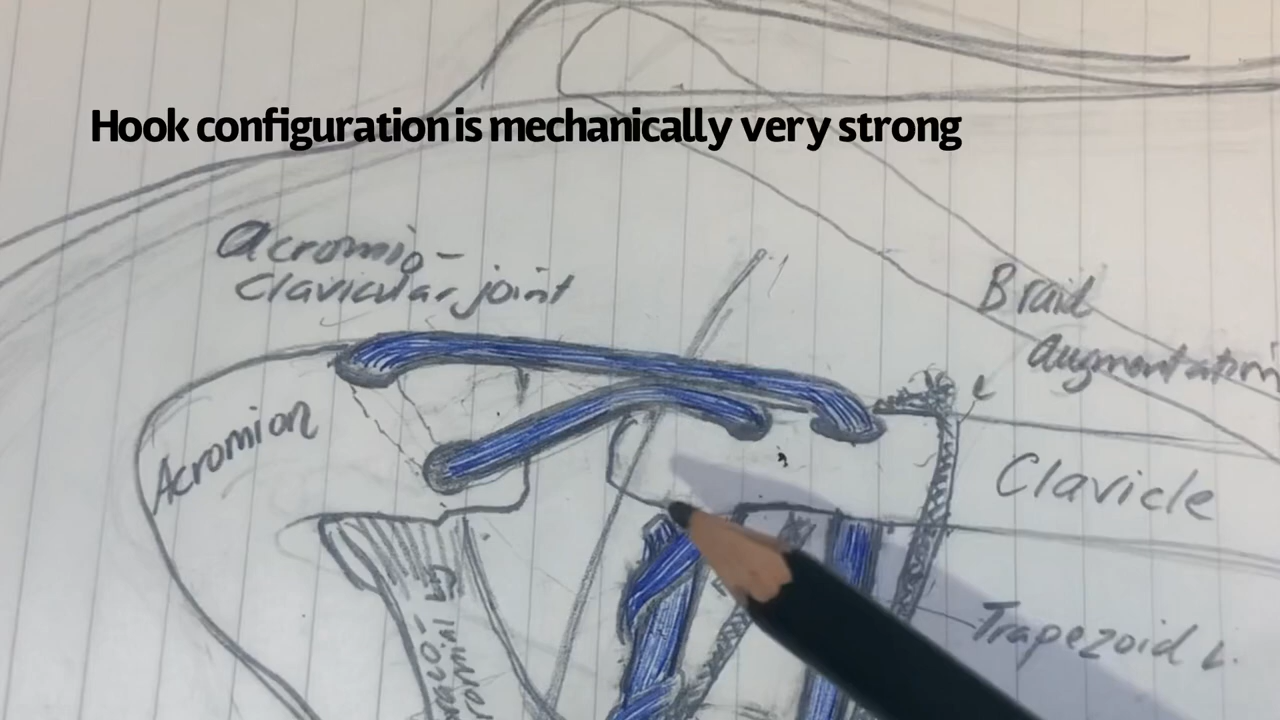 Hook configuration is mechanically very strong
Acromio-
Clavicular joint
Braid
augmentation
Acromion
Clavicle
Trapezoid L.